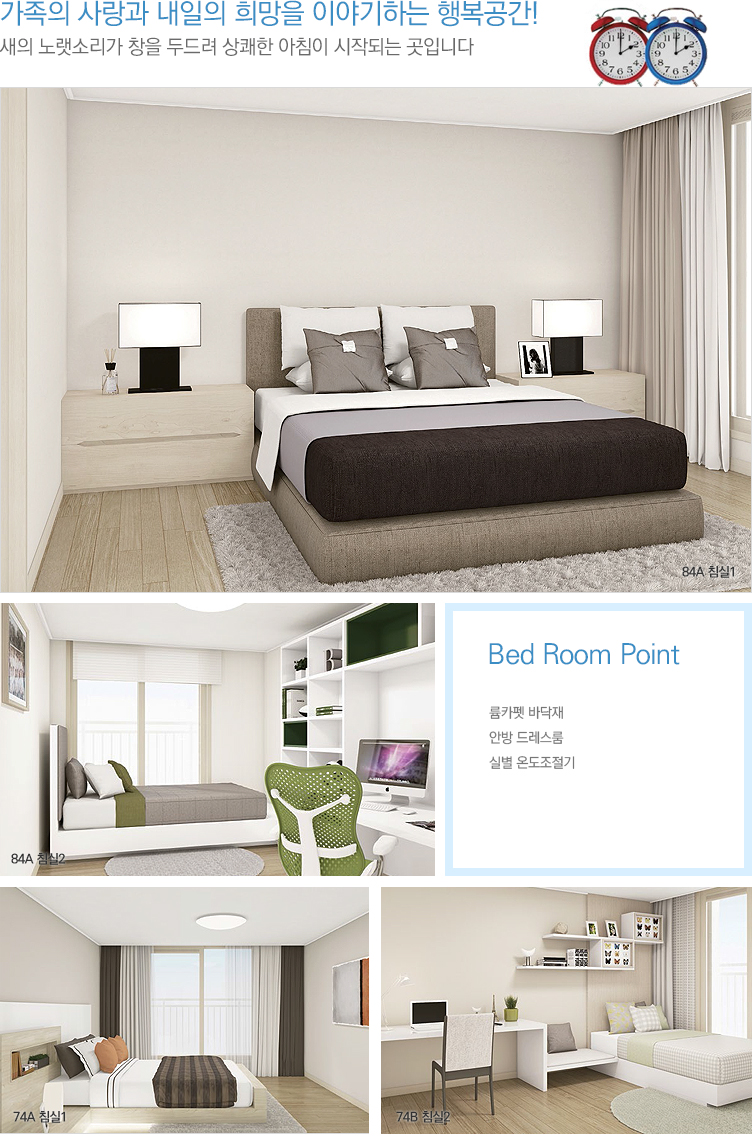 가족의 사랑과 내일의 희망을 이야기하는 행복공간!
새의 노랫소리가 창을 두드려 상쾌한 아침이 시작되는 곳입니다
84A 침실1
Bed Room Point
륨카펫 바닥재
안방 드레스룸
실별 온도조절기
84A 침실2
74A 침실1
74B 침실2